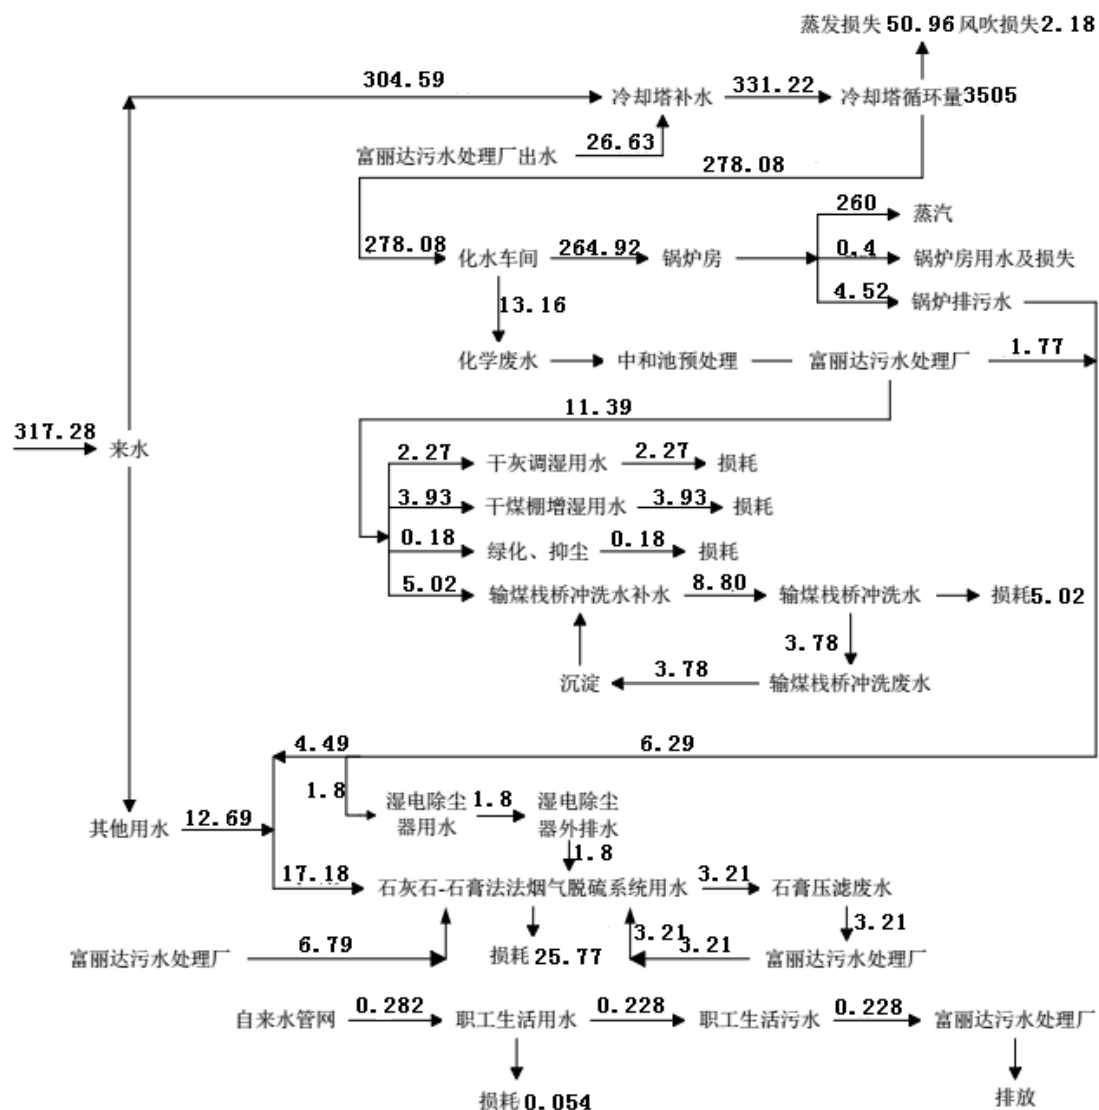 蒸发损失 50.96 风吹损失2.18
304.59
冷却塔补水
331.22
冷却塔循环量3505
富丽达污水处理厂出水
26.63
278.08
278.08
化水车间
264.92
锅炉房
260
蒸汽
0.4
锅炉房用水及损失
4.52
锅炉排污水
13.16
化学废水
中和池预处理
富丽达污水处理厂
1.77
11.39
317.28
来水
2.27
干灰调湿用水
2.27
损耗
3.93
干煤棚增湿用水
3.93
损耗
0.18
绿化、抑尘
0.18
损耗
5.02
输煤栈桥冲洗水补水
8.80
输煤栈桥冲洗水
损耗5.02
3.78
沉淀
3.78
输煤栈桥冲洗废水
4.49
6.29
1.8
湿电除尘
器用水
1.8
湿电除尘
器外排水
1.8
其他用水
12.69
17.18
石灰石-石膏法法烟气脱硫系统用水
3.21
石膏压滤废水
3.21
富丽达污水处理厂
6.79
损耗 25.77
3.21
3.21
富丽达污水处理厂
自来水管网
0.282
职工生活用水
0.228
职工生活污水
0.228
富丽达污水处理厂
损耗 0.054
排放